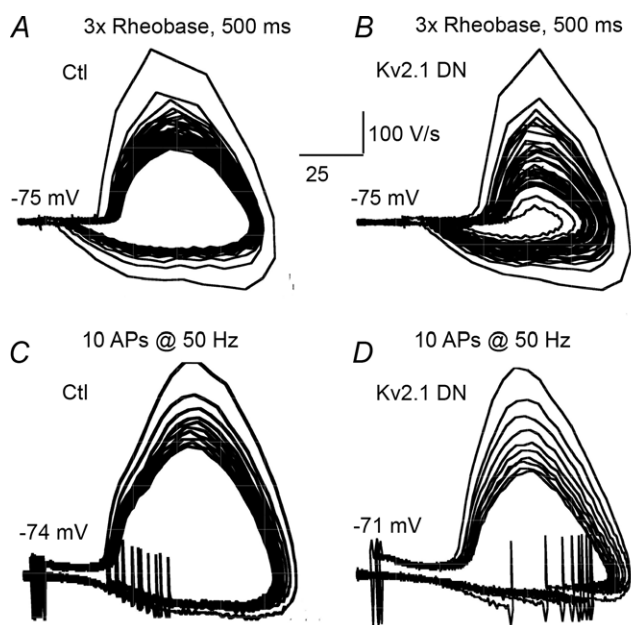 A 3x Rheobase, 500 ms
Ctl
-75 mV
B 3x Rheobase, 500 ms
Kv2.1 DN
100 V/s
25
-75 mV
C 10 APs @ 50 Hz
Ctl
-74 mV
D 10 APs @ 50 Hz
Kv2.1 DN
-71 mV